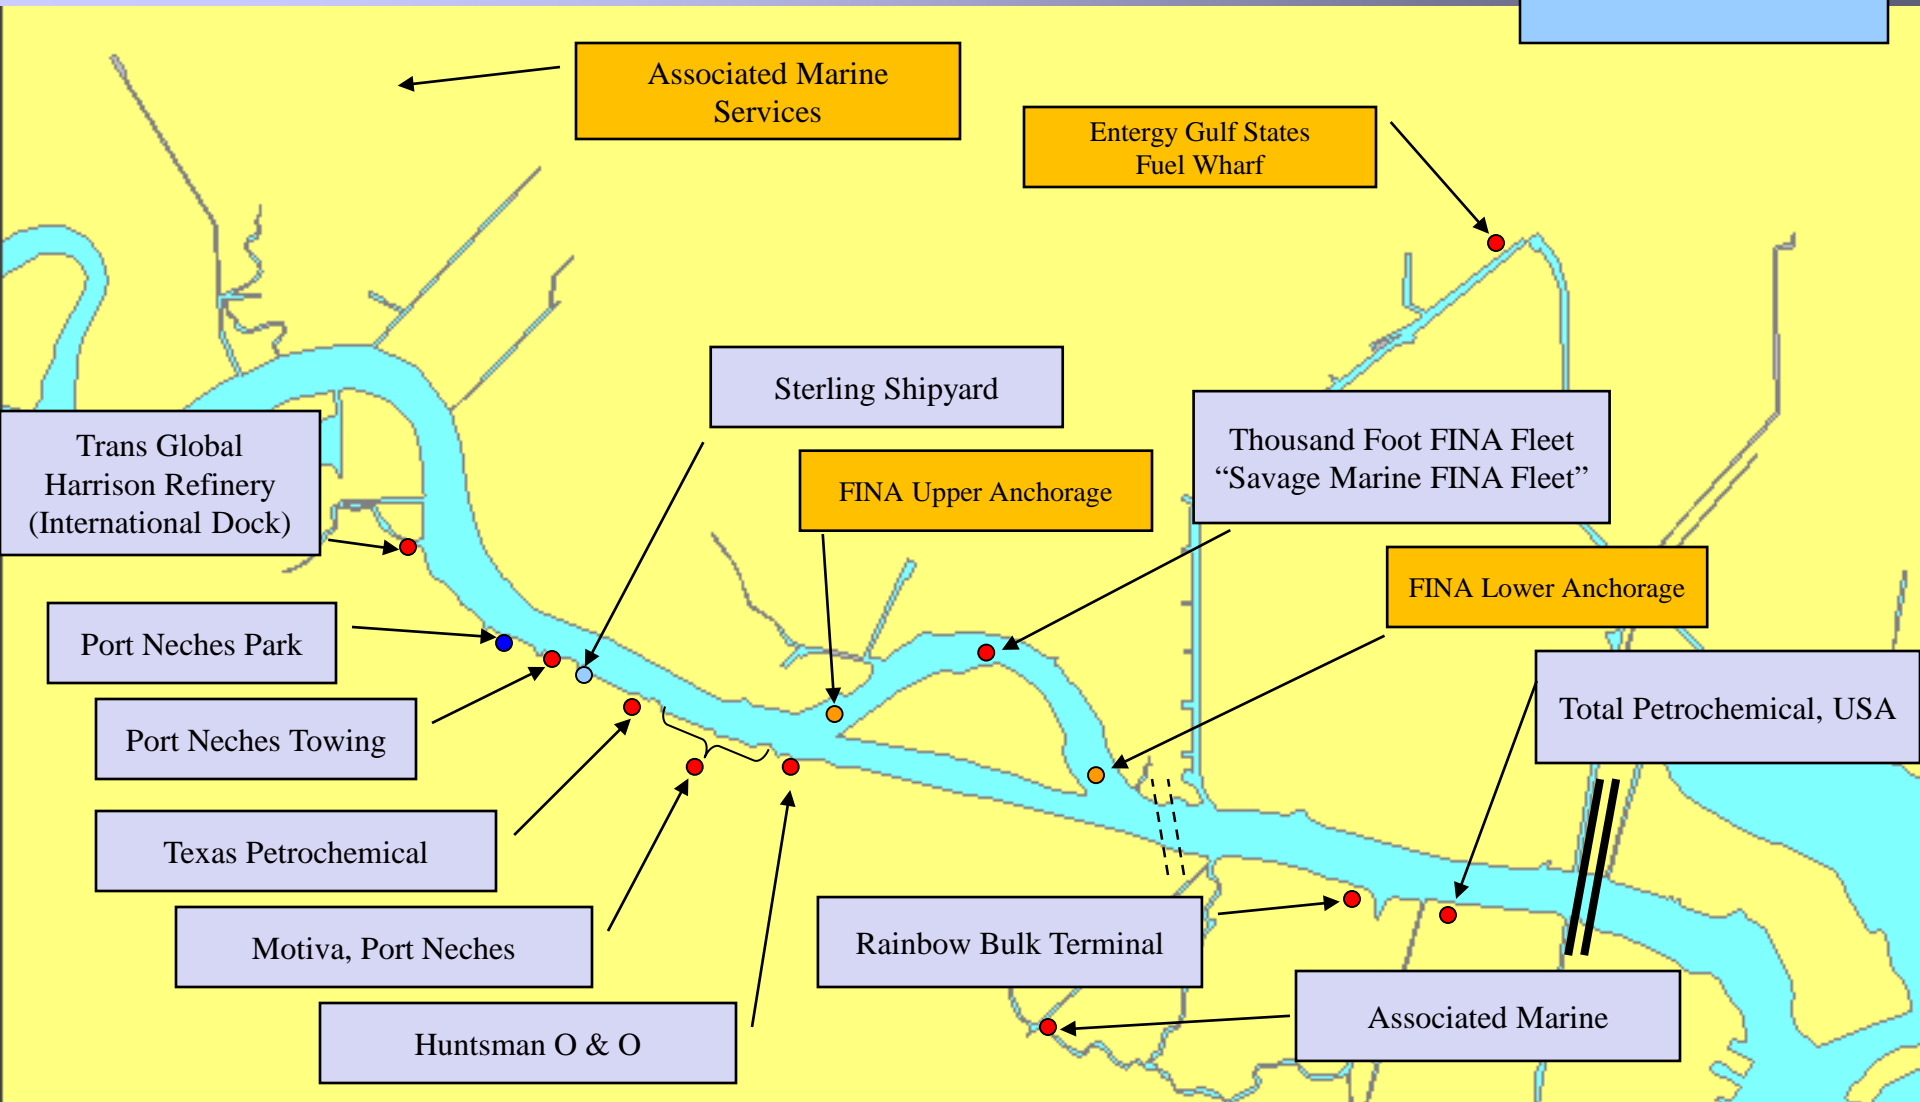 Associated Marine
Services
Entergy Gulf States
Fuel Wharf
Sterling Shipyard
Thousand Foot FINA Fleet
“Savage Marine FINA Fleet”
Trans Global
Harrison Refinery
(International Dock)
FINA Upper Anchorage
FINA Lower Anchorage
Port Neches Park
Total Petrochemical, USA
Port Neches Towing
Texas Petrochemical
Motiva, Port Neches
Rainbow Bulk Terminal
Associated Marine
Huntsman O & O